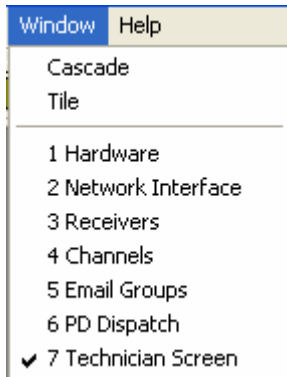 Window Help
Cascade
Tile
1 Hardware
2 Network Interface
3 Receivers
4 Channels
5 Email Groups
6 PD Dispatch
7 Technician Screen